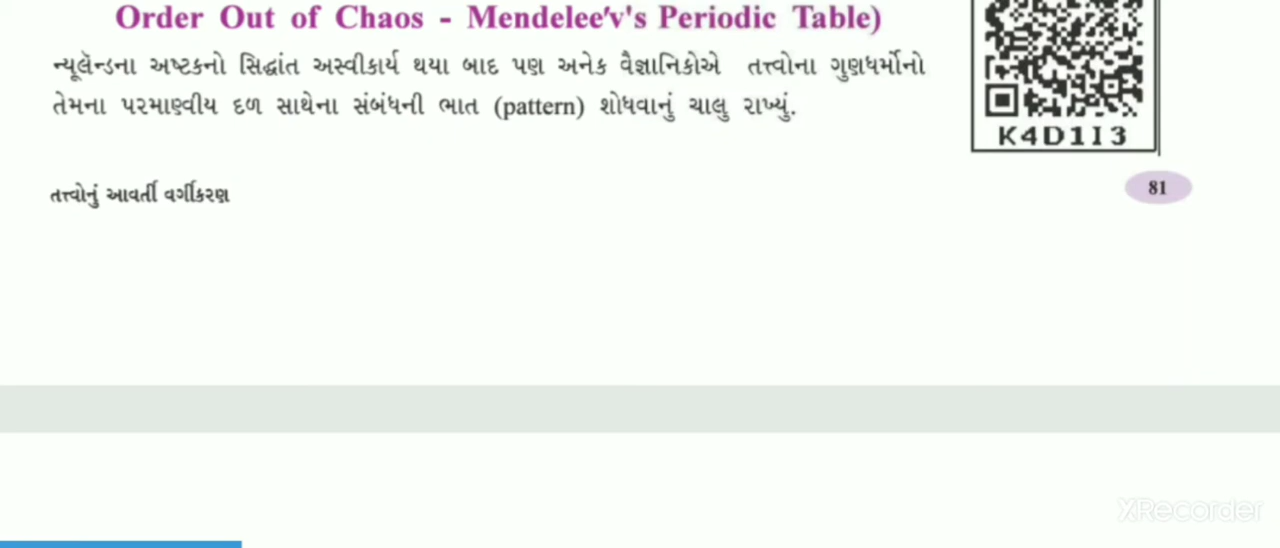 Order Out of Chaos - Mendelee'v's Periodic Table)
ન્યૂલૅન્ડના અષ્ટકનો સિદ્ધાંત અસ્વીકાર્ય થયા બાદ પણ અનેક વૈજ્ઞાનિકોએ તત્ત્વોના ગુણધર્મોનો
તેમના પરમાણ્વીય દળ સાથેના સંબંધની ભાત (pattern) શોધવાનું ચાલુ રાખ્યું.
K4D1I3
તત્ત્વોનું આવર્તી વર્ગીકરણ
81
XRecorder